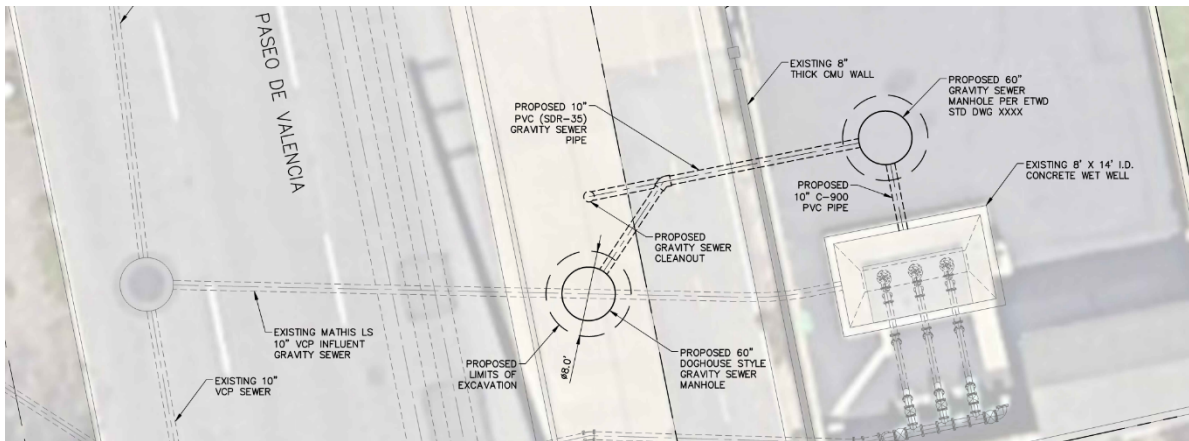 PASEO DE VALENCIA
EXISTING 8"
THICK CMU WALL
PROPOSED 60"
GRAVITY SEWER
MANHOLE PER ETWD
STD DWG XXXX
PROPOSED 10"
PVC (SDR-35)
GRAVITY SEWER
PIPE
EXISTING 8' X 14' I.D.
CONCRETE WET WELL
PROPOSED
10" C-900
PVC PIPE
PROPOSED
GRAVITY SEWER
CLEANOUT
EXISTING MATHIS LS
10" VCP INFLUENT
GRAVITY SEWER
PROPOSED
LIMITS OF
EXCAVATION
ø8.0'
PROPOSED 60"
DOGHOUSE STYLE
GRAVITY SEWER
MANHOLE
EXISTING 10"
VCP SEWER